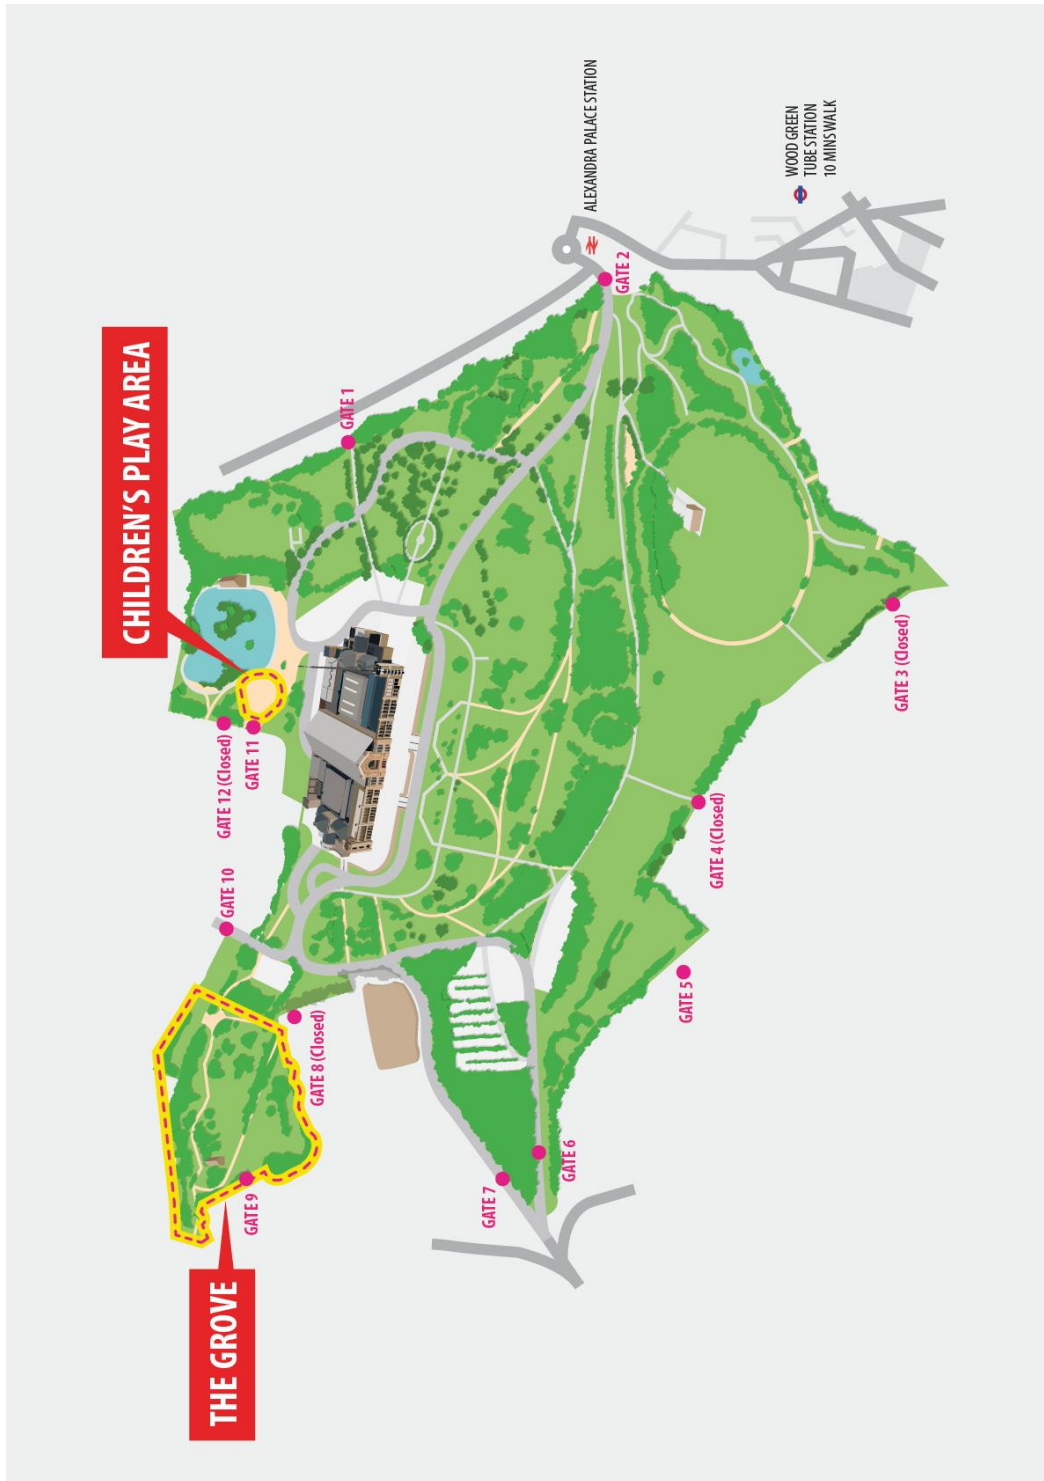 THE GROVE
CHILDREN'S PLAY AREA
GATE 9
GATE 8 (Closed)
GATE 10
GATE 12 (Closed)
GATE 11
GATE 1
GATE 7
GATE 6
GATE 5
GATE 4 (Closed)
GATE 3 (Closed)
GATE 2
ALEXANDRA PALACE STATION
WOOD GREEN
TUBE STATION
10 MINS WALK